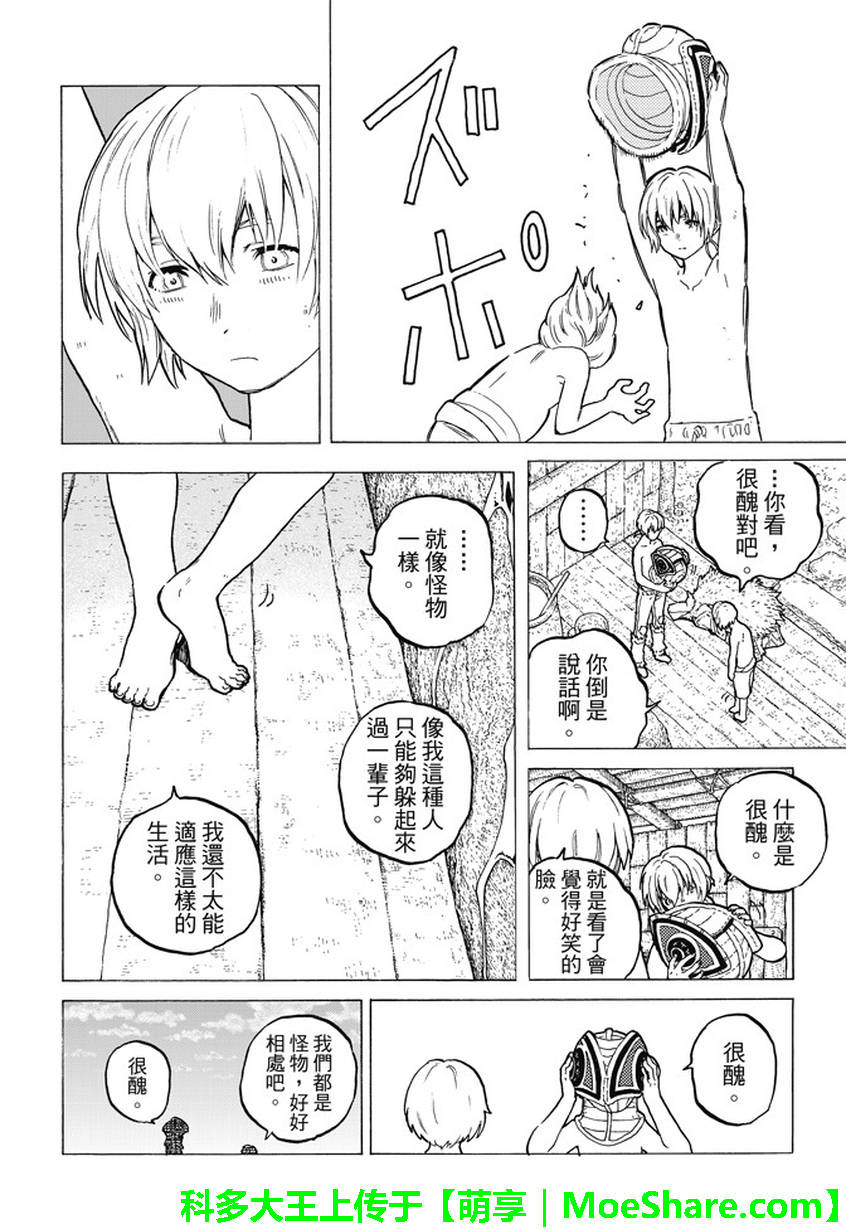 ズ
ポ
…你看，
很醜對吧。
……
你倒是
說話啊。
……
就像怪物
一樣。
像我這種人
只能夠躲起來
過一輩子。
我還不太能
適應這樣的
生活。
什麼是
很醜。
就是看了會
覺得好笑的
臉。
很醜。
我們都是
怪物，好好
相處吧。
很醜。
科多大王上传于【萌享｜MoeShare.com】